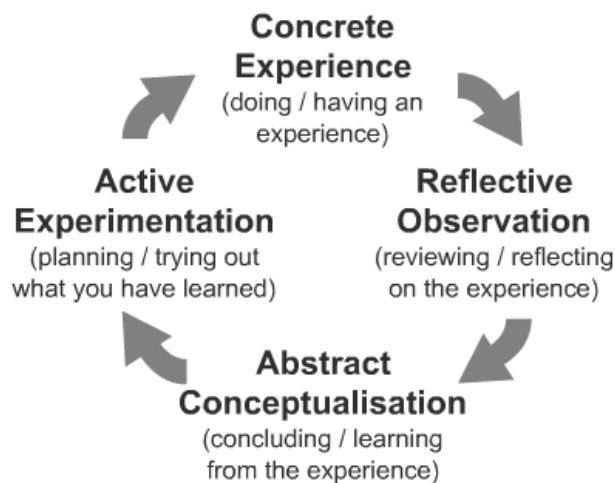 Concrete
Experience
(doing / having an
experience)
Reflective
Observation
(reviewing / reflecting
on the experience)
Abstract
Conceptualisation
(concluding / learning
from the experience)
Active
Experimentation
(planning / trying out
what you have learned)